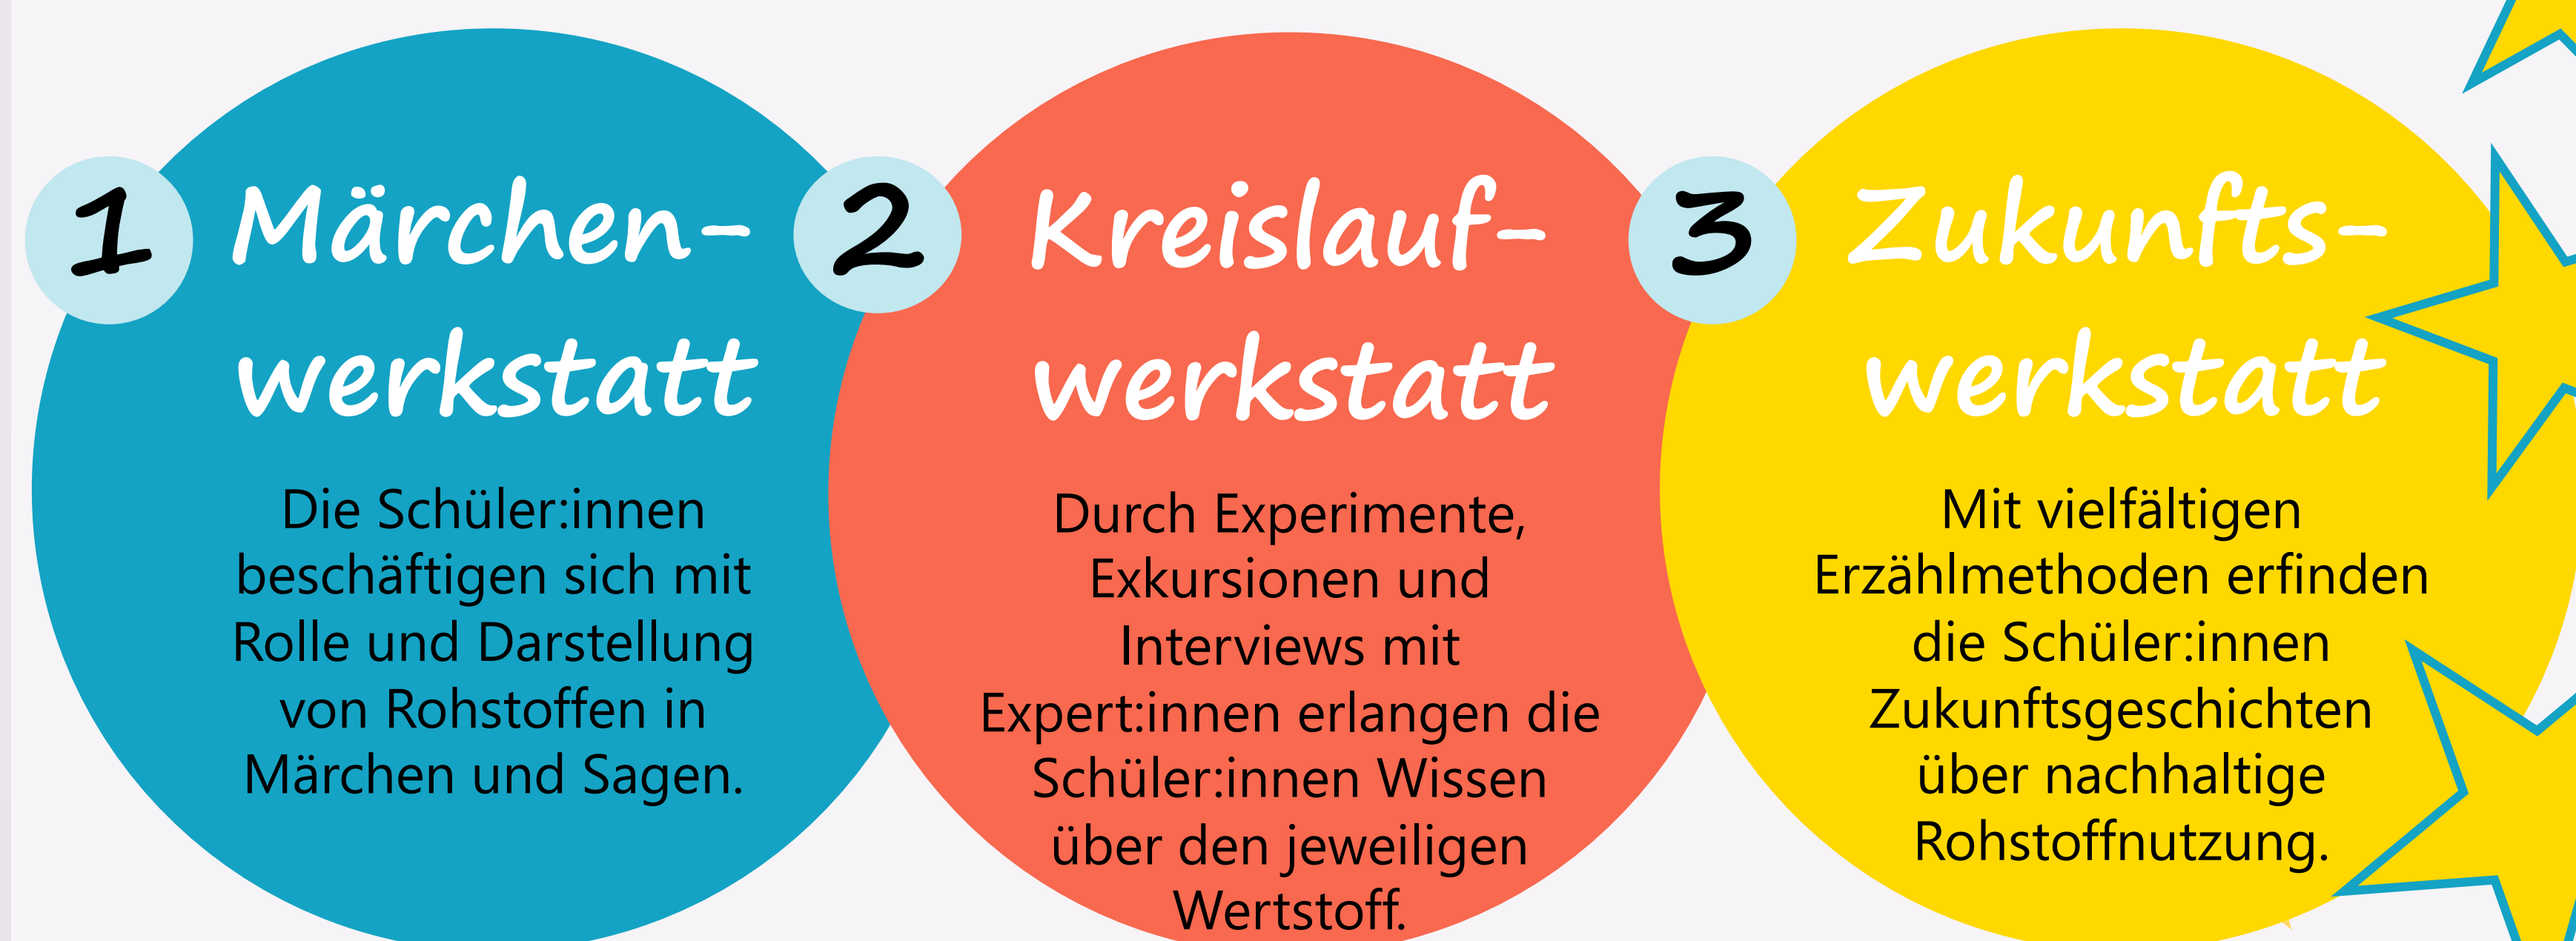 1
Märchen-
werkstatt
Die Schüler:innen
beschäftigen sich mit
Rolle und Darstellung
von Rohstoffen in
Märchen und Sagen.
2
Kreislauf-
werkstatt
Durch Experimente,
Exkursionen und
Interviews mit
Expert:innen erlangen die
Schüler:innen Wissen
über den jeweiligen
Wertstoff.
3
Zukunfts-
werkstatt
Mit vielfältigen
Erzählmethoden erfinden
die Schüler:innen
Zukunftsgeschichten
über nachhaltige
Rohstoffnutzung.